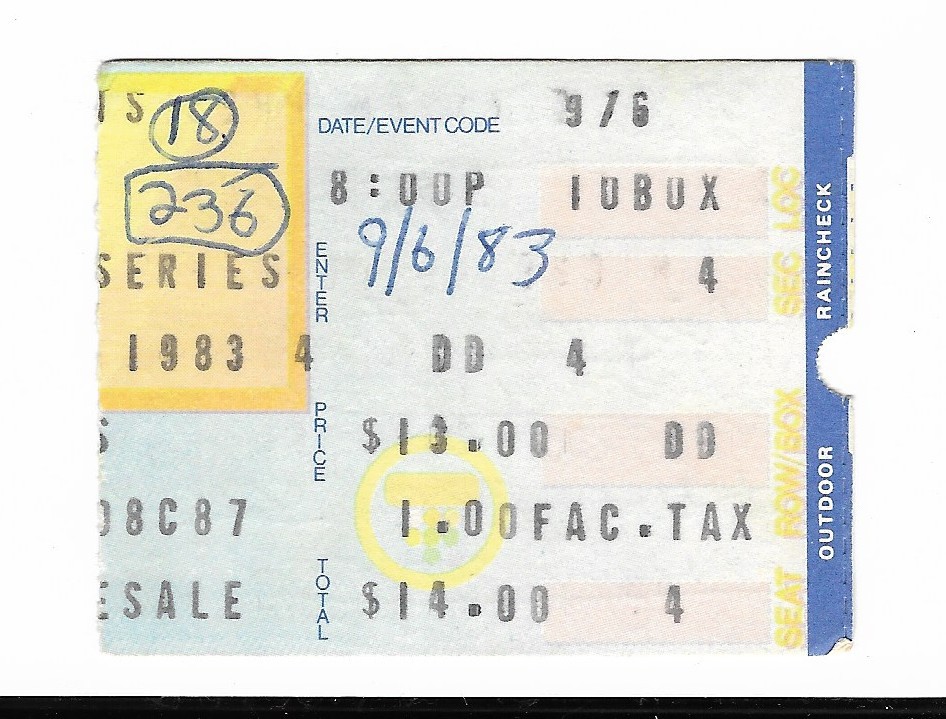 TS 18
DATE/EVENT CODE 9/6
236
8:00P 10BOX
9/6/83
SERIES 4
ENTER
1983 4 DD 4
PRICE $13.00 DD
08C87 1.00FAC.TAX
ESALE TOTAL $14.00 4
SEC LOC
ROW/BOX
SEAT
RAINCHECK
OUTDOOR